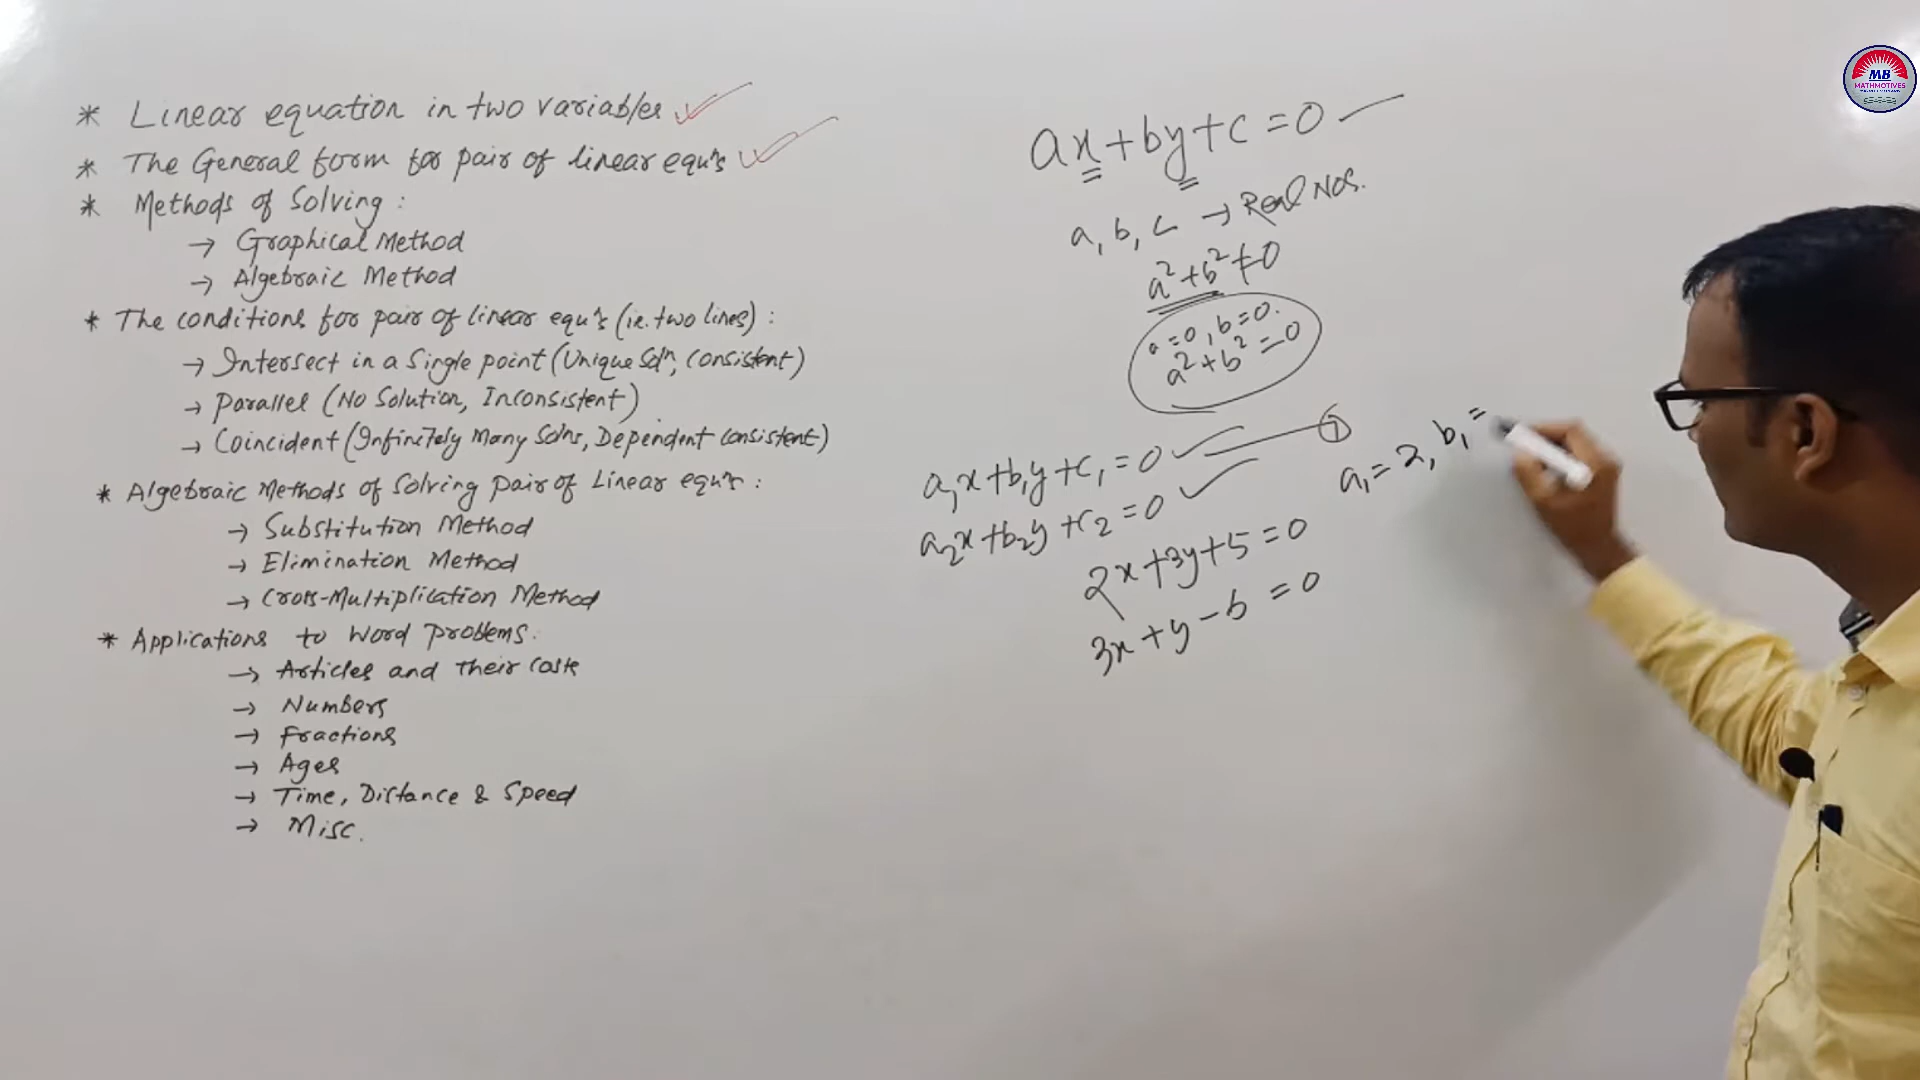 * Linear equation in two variables ✓
* The General form for pair of linear equ's ✓
* Methods of Solving :
→ Graphical Method
→ Algebraic Method
* The conditions for pair of linear equ's (i.e. two lines) :
→ Intersect in a single point (Unique Soln, Consistent)
→ Parallel (No Solution, Inconsistent)
→ Coincident (Infinitely Many Solns, Dependent consistent)
* Algebraic Methods of Solving pair of Linear equ's :
→ Substitution Method
→ Elimination Method
→ Cross-Multiplication Method
* Applications to Word problems.
→ Articles and their costs
→ Numbers
→ Fractions
→ Ages
→ Time, Distance & Speed
→ Misc.
ax+by+c=0
a, b, c → Real Nos.
a²+b²≠0
a=0, b=0.
a²+b²=0
a₁x+b₁y+c₁=0 ①
a₂x+b₂y+c₂=0
2x+3y+5=0
3x+y-6=0
a₁=2, b₁=
MB
MATHMOTIVES